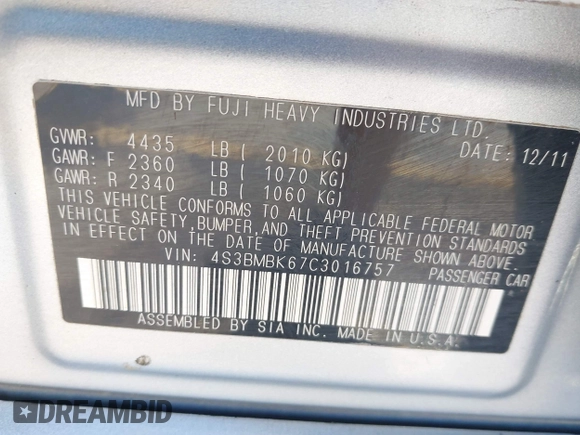 MFD BY FUJI HEAVY INDUSTRIES LTD.
GVWR: 4435 LB ( 2010 KG) DATE: 12/11
GAWR: F 2360 LB ( 1070 KG)
GAWR: R 2340 LB ( 1060 KG)
THIS VEHICLE CONFORMS TO ALL APPLICABLE FEDERAL MOTOR
VEHICLE SAFETY, BUMPER, AND THEFT PREVENTION STANDARDS
IN EFFECT ON THE DATE OF MANUFACTURE SHOWN ABOVE.
VIN: 4S3BMBK67C3016757 PASSENGER CAR
ASSEMBLED BY SIA INC. MADE IN U.S.A.
DREAMBID